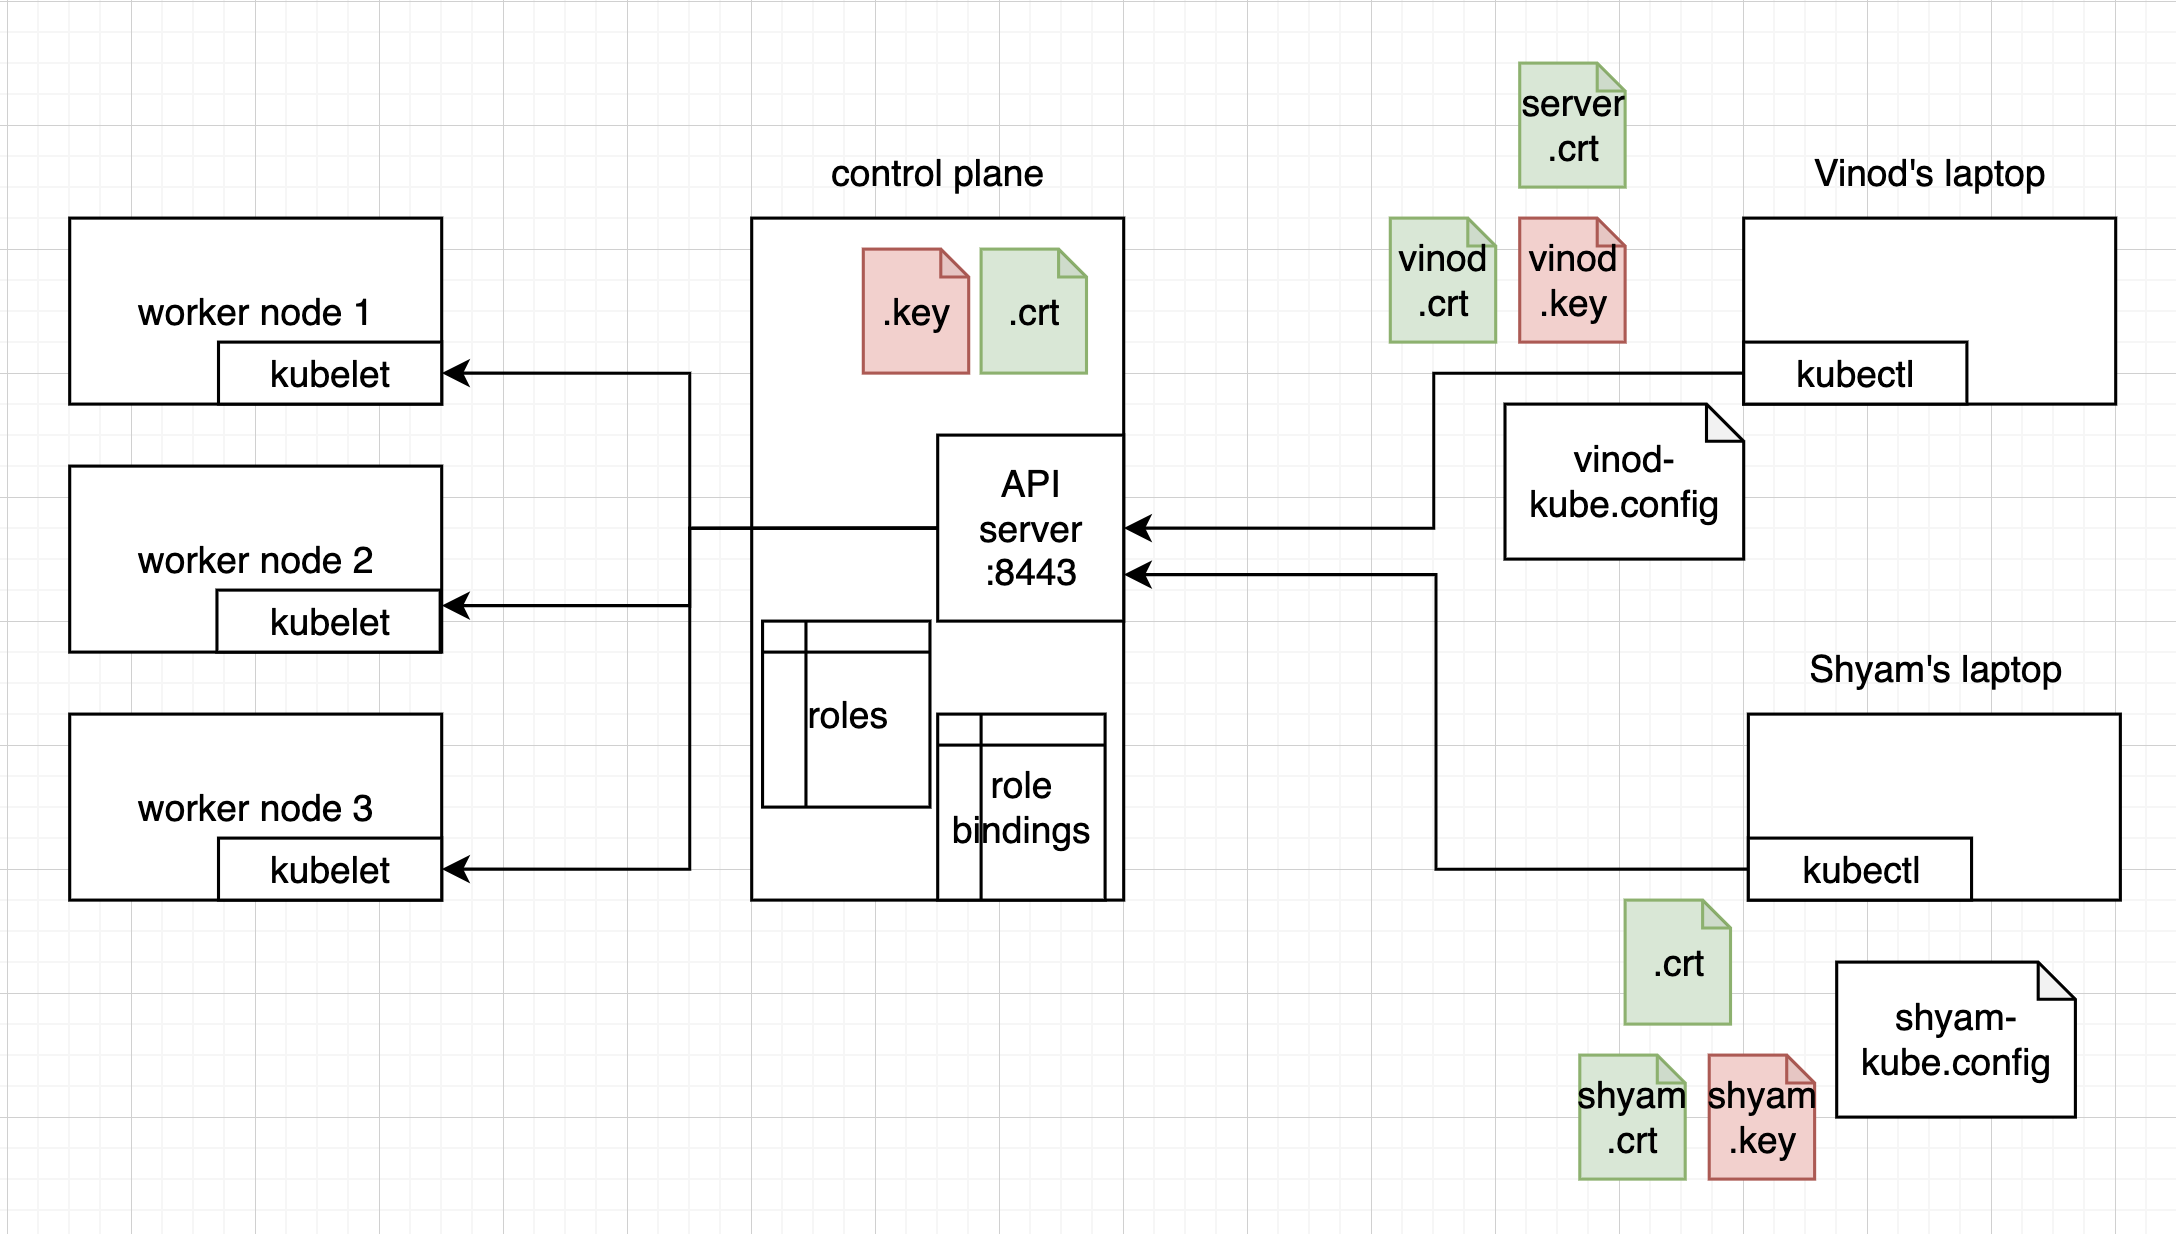 server
.crt
control plane
Vinod's laptop
vinod
.crt
vinod
.key
worker node 1
.key
.crt
kubelet
kubectl
vinod-
kube.config
API
server
:8443
worker node 2
kubelet
Shyam's laptop
roles
role
bindings
worker node 3
kubelet
kubectl
.crt
shyam-
kube.config
shyam
.crt
shyam
.key